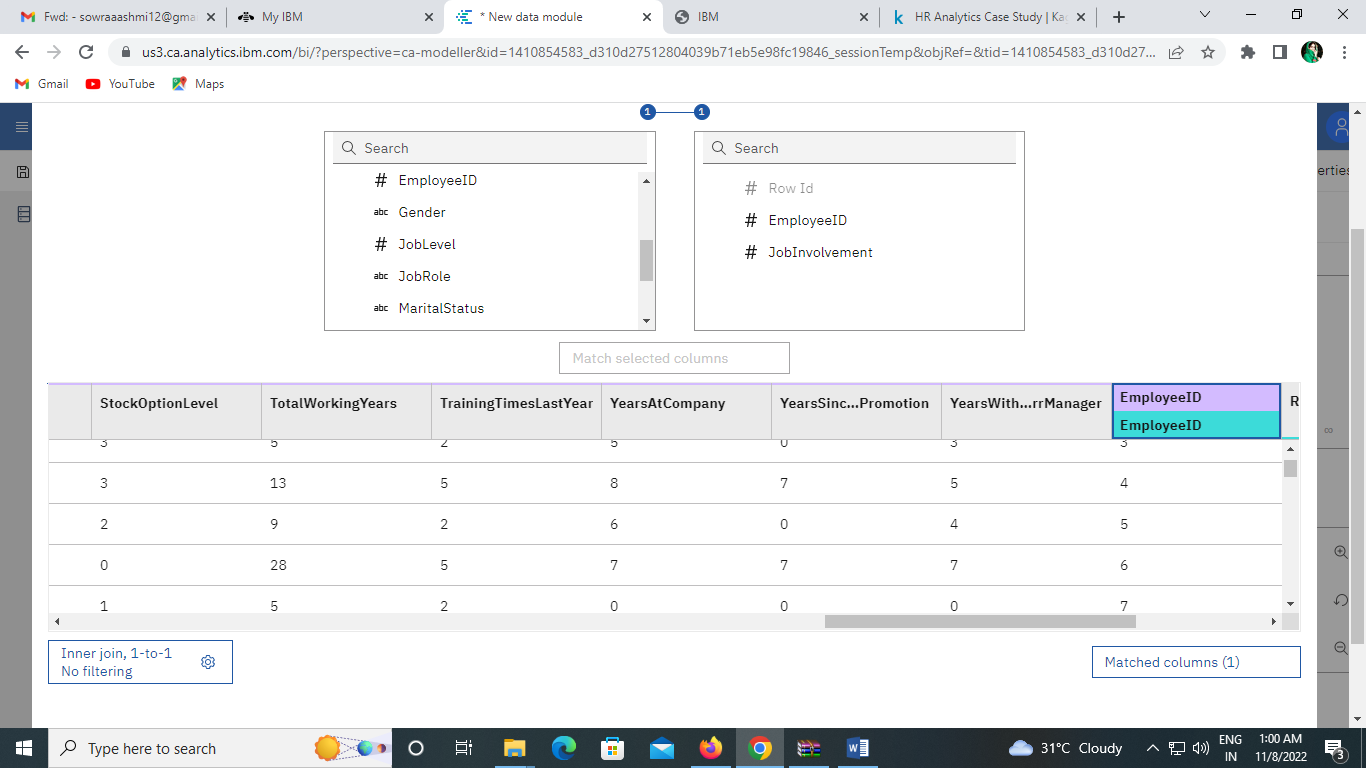 Fwd: - sowraaashmi12@gmai
My IBM
* New data module
IBM
HR Analytics Case Study | Kag
us3.ca.analytics.ibm.com/bi/?perspective=ca-modeller&id=1410854583_d310d27512804039b71eb5e98fc19846_sessionTemp&objRef=&tid=1410854583_d310d27...
Gmail
YouTube
Maps
1
1
Search
Search
EmployeeID
abc Gender
JobLevel
abc JobRole
abc MaritalStatus
# Row Id
# EmployeeID
# JobInvolvement
erties
Match selected columns
StockOptionLevel TotalWorkingYears TrainingTimesLastYear YearsAtCompany YearsSinc...Promotion YearsWith...rrManager EmployeeID R
EmployeeID
3 5 2 5 0 3 3
3 13 5 8 7 5 4
2 9 2 6 0 4 5
0 28 5 7 7 7 6
1 5 2 0 0 0 7
Inner join, 1-to-1
No filtering
Matched columns (1)
Type here to search
31°C Cloudy
ENG
IN
1:00 AM
11/8/2022
3